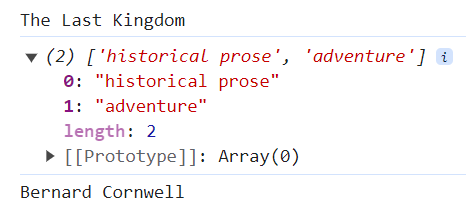 The Last Kingdom
▼ (2) ['historical prose', 'adventure'] i
0: "historical prose"
1: "adventure"
length: 2
▶ [[Prototype]]: Array(0)
Bernard Cornwell